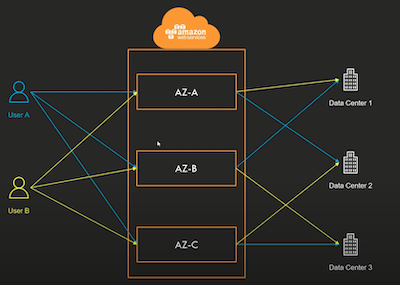 amazon
webservices
AZ-A
Data Center 1
User A
AZ-B
Data Center 2
User B
AZ-C
Data Center 3